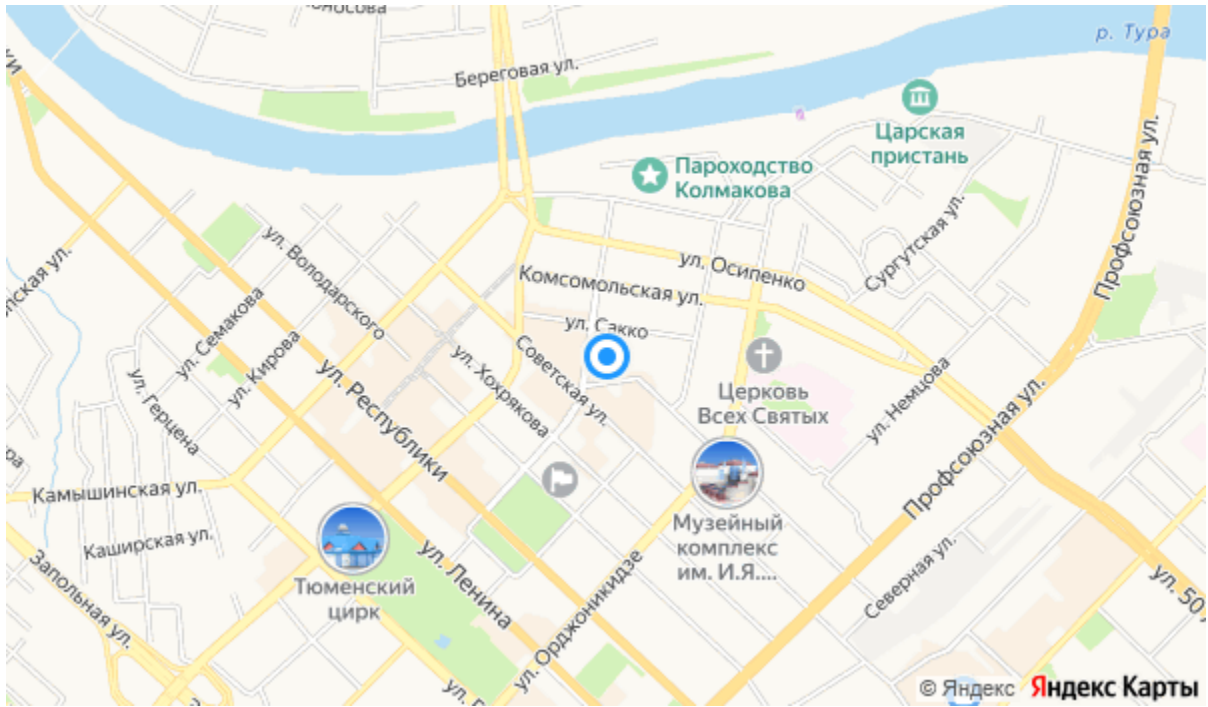 р. Тура
Береговая ул.
Царская
пристань
Пароходство
Колмакова
Профсоюзная ул.
Сургутская ул.
ул. Осипенко
Комсомольская ул.
ул. Сакко
ул. Володарского
ул. Семакова
ул. Кирова
ул. Герцена
ул. Республики
ул. Хохрякова
Советская ул.
Церковь
Всех Святых
ул. Немцова
Профсоюзная ул.
Камышинская ул.
Каширская ул.
Запольная ул.
Тюменский
цирк
ул. Ленина
ул. Орджоникидзе
Музейный
комплекс
им. И.Я....
Северная ул.
ул. 50
© Яндекс Яндекс Карты